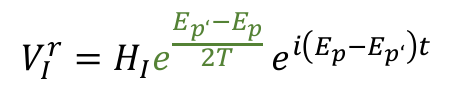 $V_I^r = H_I e^{\frac{E_{p‘}-E_p}{2T}} e^{i(E_p-E_{p‘})t}$